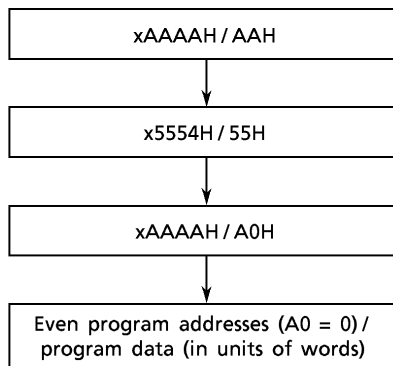 xAAAAH / AAH
x5554H / 55H
xAAAAH / A0H
Even program addresses (A0 = 0) /
program data (in units of words)